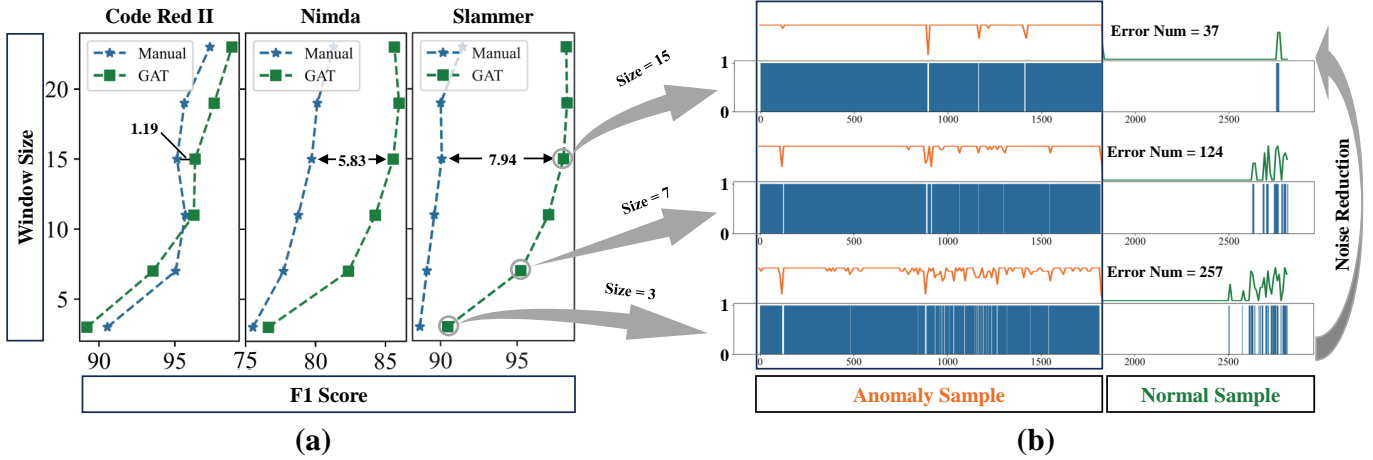 Code Red II
Nimda
Slammer
Window Size
20
15
10
5
Manual
GAT
1.19
90
95
Manual
GAT
5.83
75
80
85
Manual
GAT
7.94
90
95
F1 Score
(a)
Size = 15
Size = 7
Size = 3
Error Num = 37
1
0
0
500
1000
1500
2000
2500
Error Num = 124
1
0
0
500
1000
1500
2000
2500
Error Num = 257
1
0
0
500
1000
1500
2000
2500
Noise Reduction
Anomaly Sample
Normal Sample
(b)